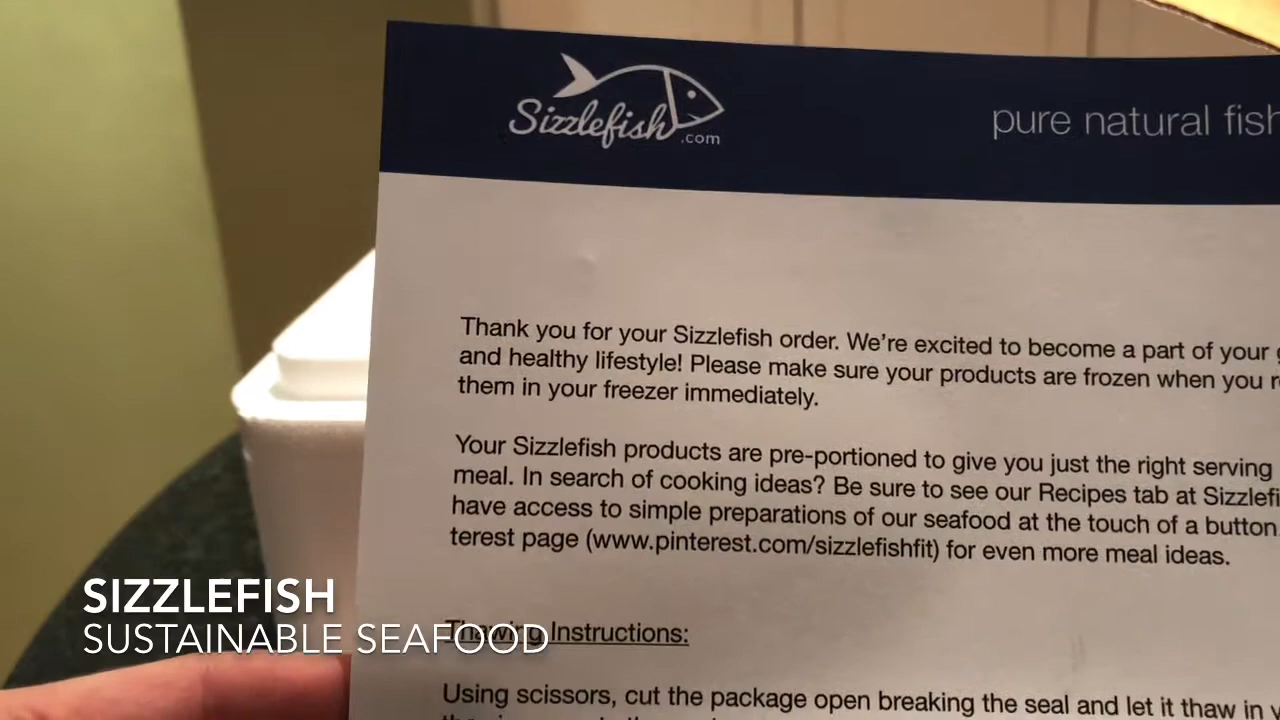 Sizzlefish
.com
pure natural fish
Thank you for your Sizzlefish order. We're excited to become a part of your
and healthy lifestyle! Please make sure your products are frozen when you
them in your freezer immediately.
Your Sizzlefish products are pre-portioned to give you just the right serving
meal. In search of cooking ideas? Be sure to see our Recipes tab at Sizzlefi
have access to simple preparations of our seafood at the touch of a button
terest page (www.pinterest.com/sizzlefishfit) for even more meal ideas.
Thawing Instructions:
Using scissors, cut the package open breaking the seal and let it thaw in
SIZZLEFISH
SUSTAINABLE SEAFOOD